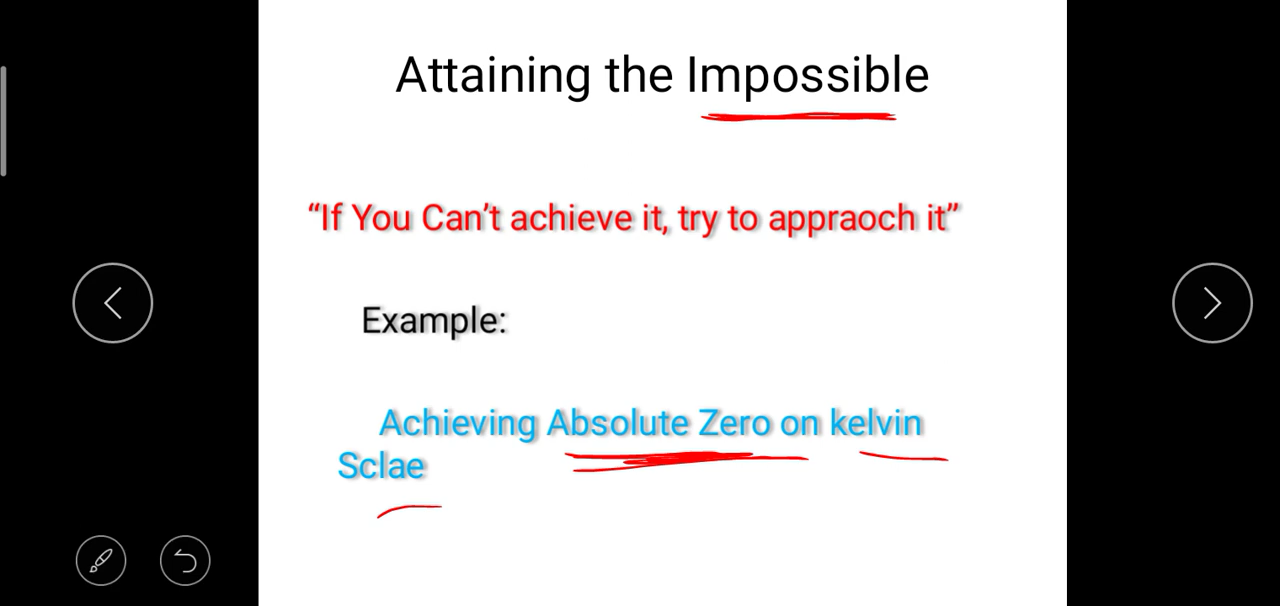 Attaining the Impossible
“If You Can’t achieve it, try to appraoch it”
Example:
Achieving Absolute Zero on kelvin
Sclae